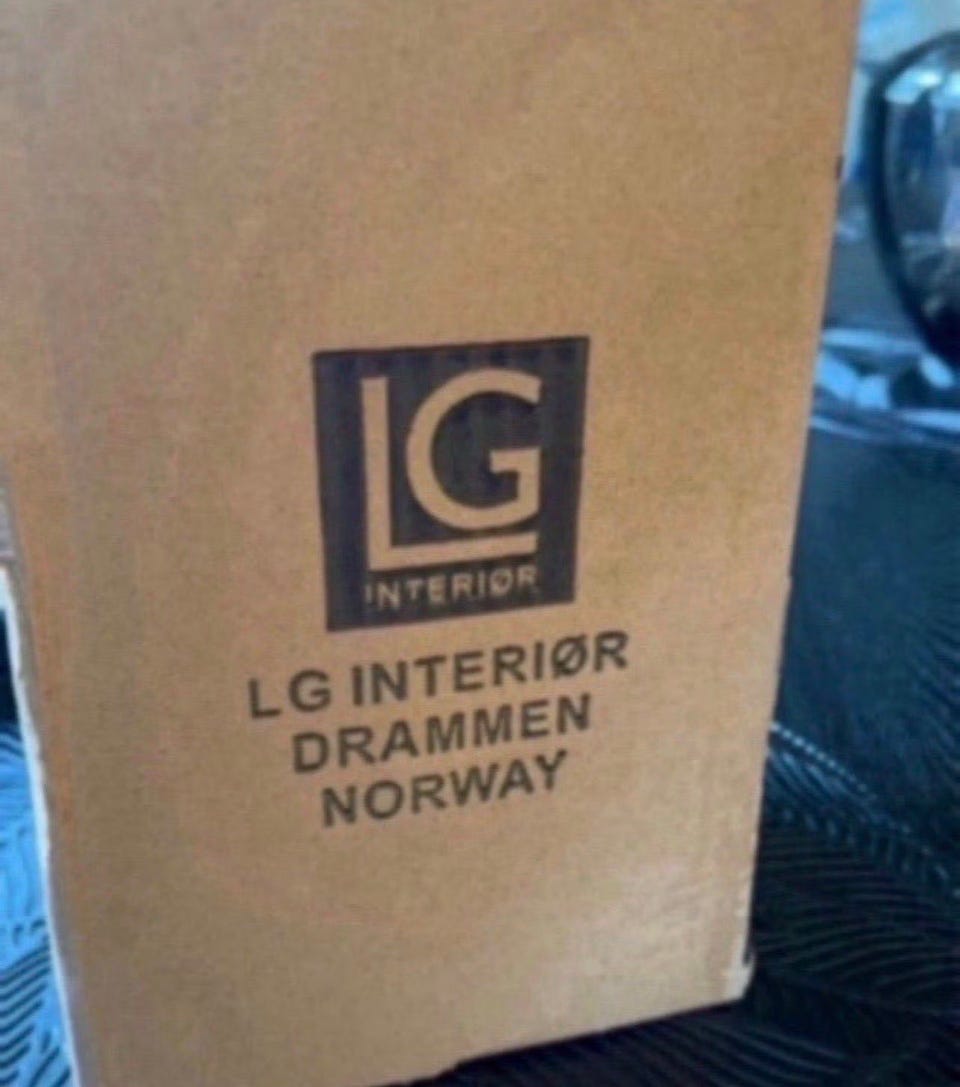 LG
INTERIØR
LG INTERIØR
DRAMMEN
NORWAY